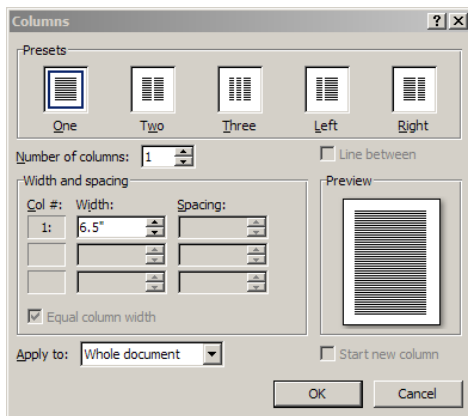 Columns
Presets
One Two Three Left Right
Number of columns: 1 Line between
Width and spacing Preview
Col #: Width: Spacing:
1: 6.5"
Equal column width
Apply to: Whole document Start new column
OK Cancel